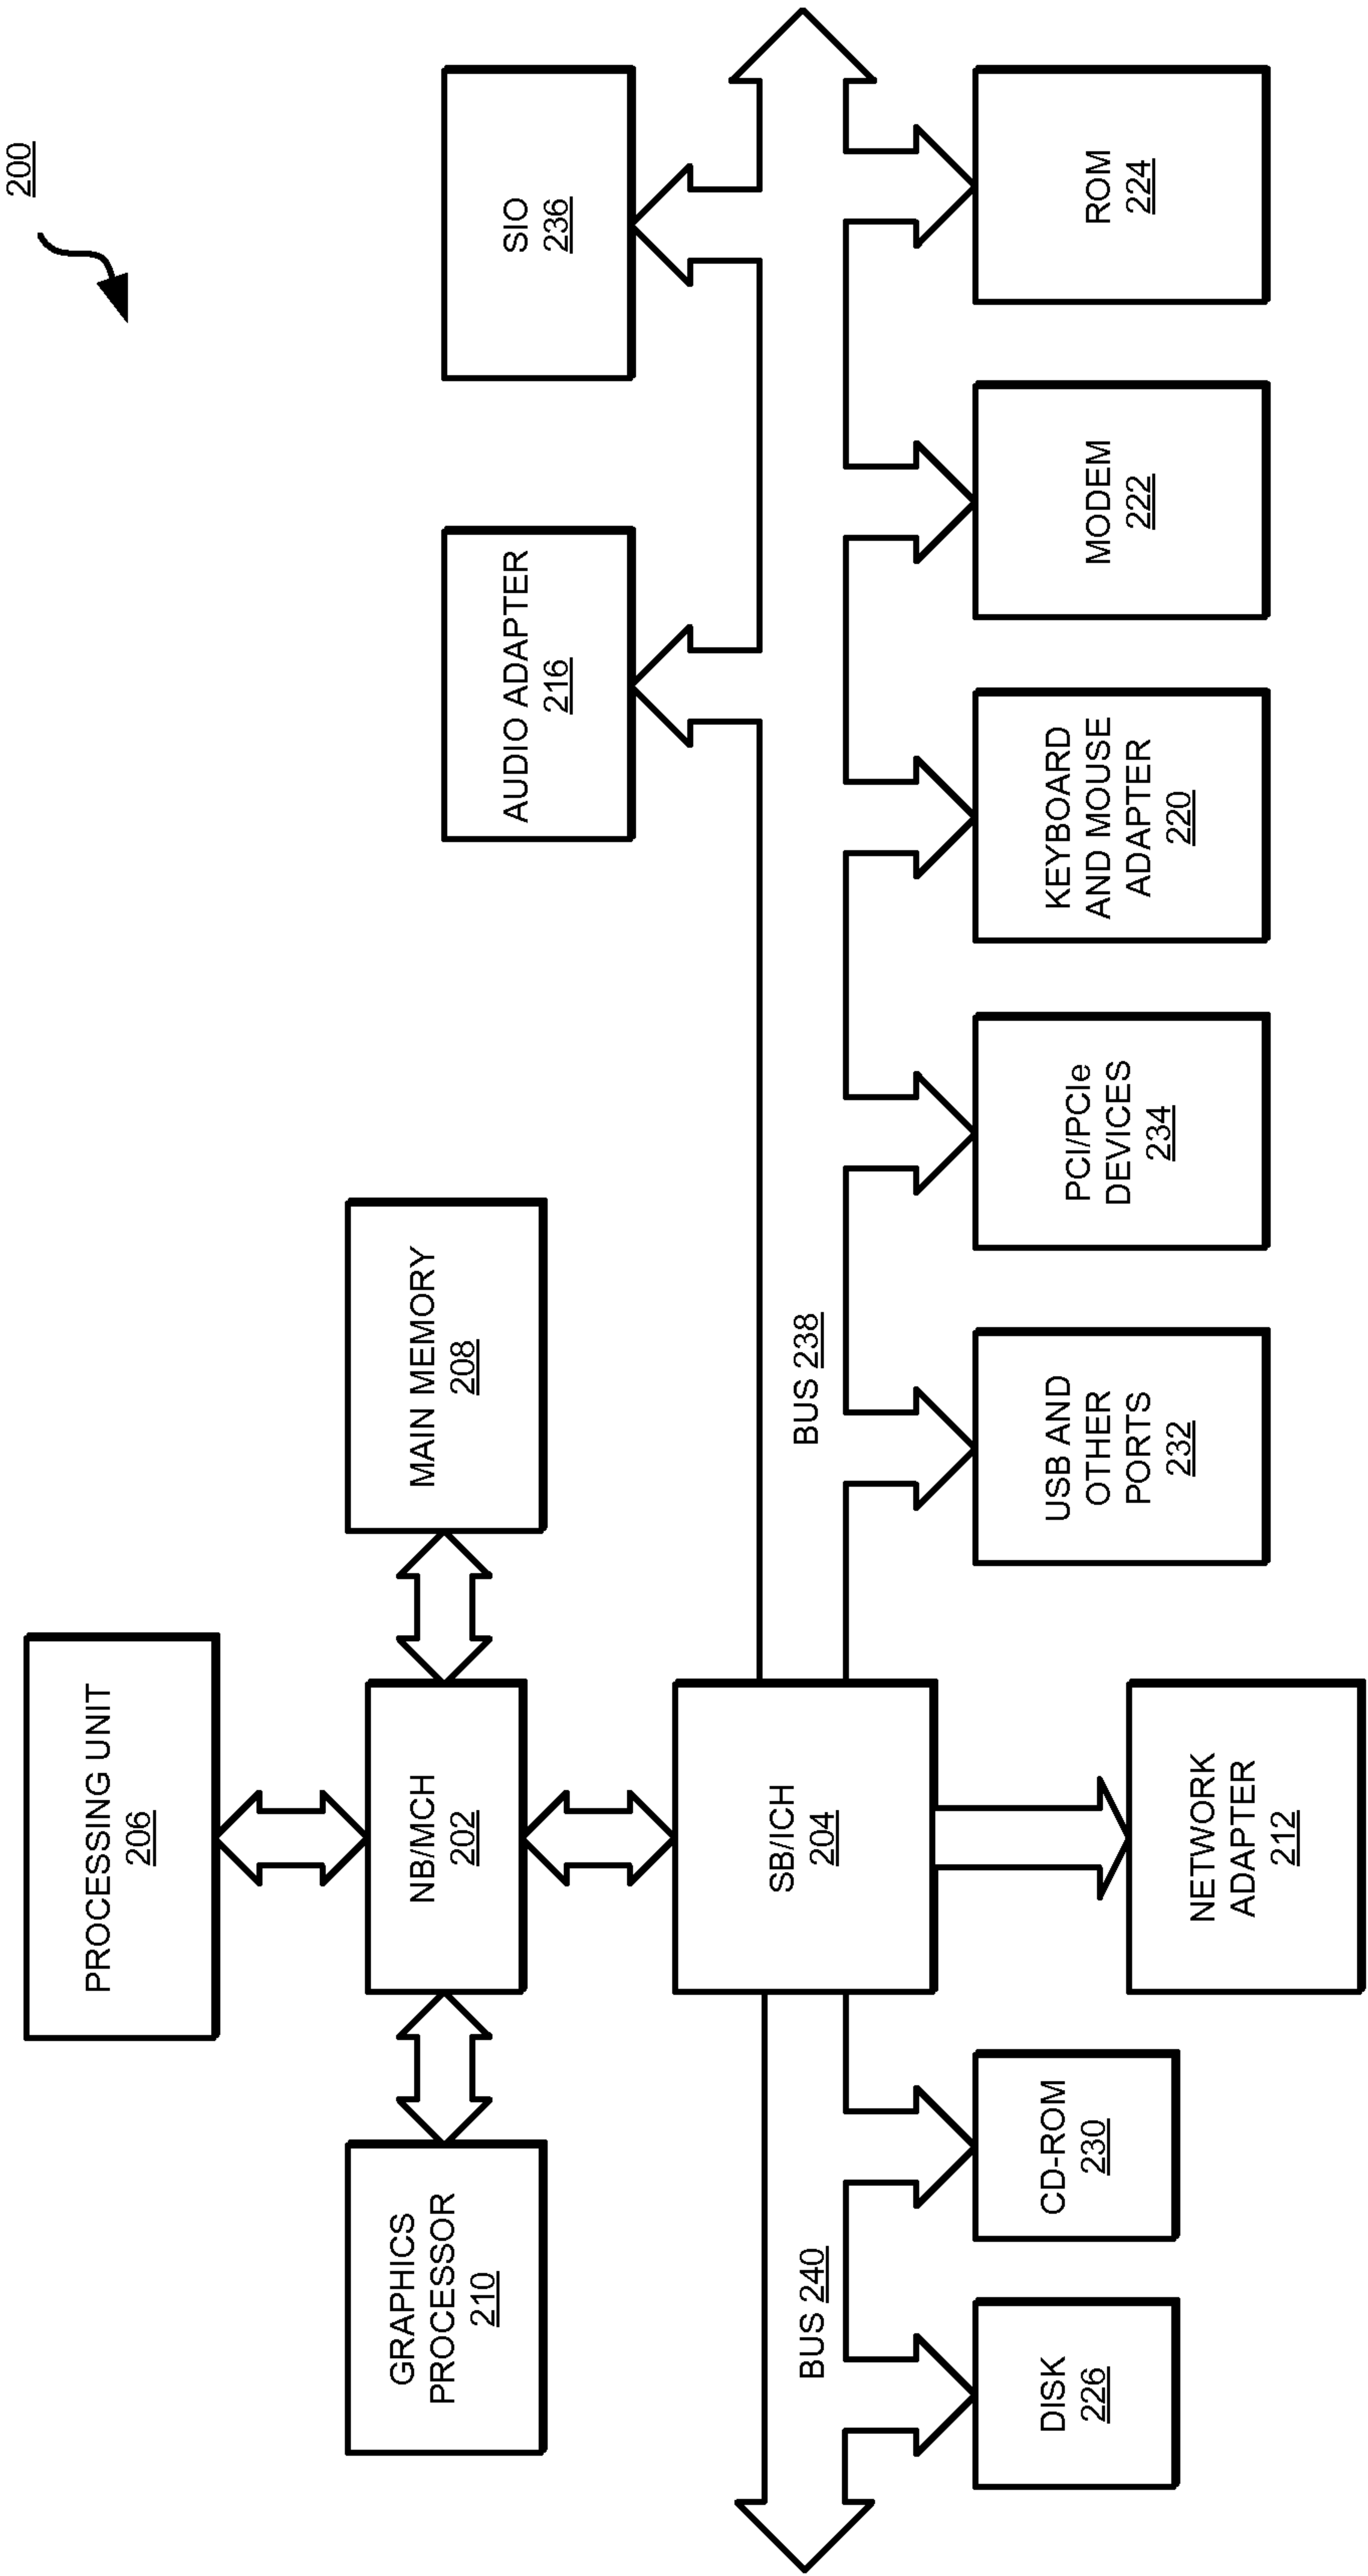 200
PROCESSING UNIT
206
GRAPHICS
PROCESSOR
210
NB/MCH
202
MAIN MEMORY
208
AUDIO ADAPTER
216
SIO
236
SB/ICH
204
BUS 240
BUS 238
DISK
226
CD-ROM
230
USB AND
OTHER
PORTS
232
PCI/PCIe
DEVICES
234
KEYBOARD
AND MOUSE
ADAPTER
220
MODEM
222
ROM
224
NETWORK
ADAPTER
212